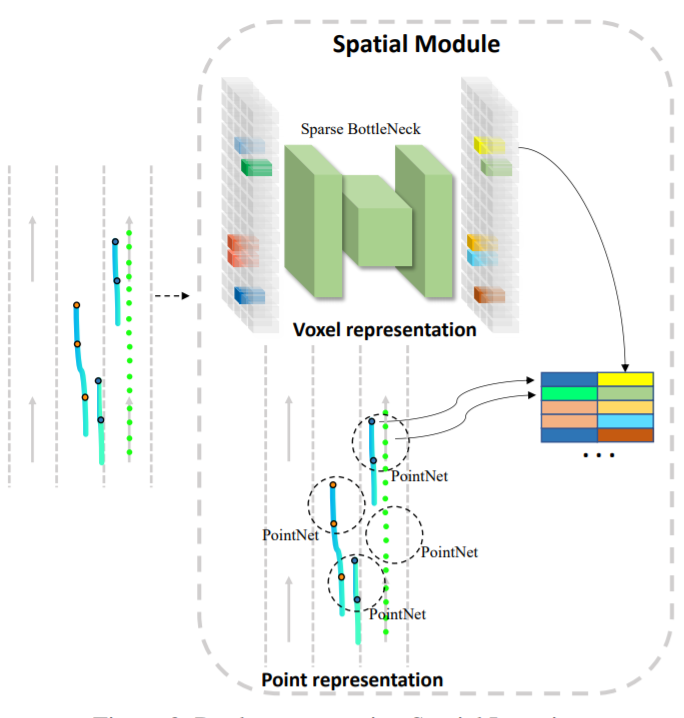 Spatial Module
Sparse BottleNeck
Voxel representation
PointNet
PointNet
PointNet
PointNet
• • •
Point representation